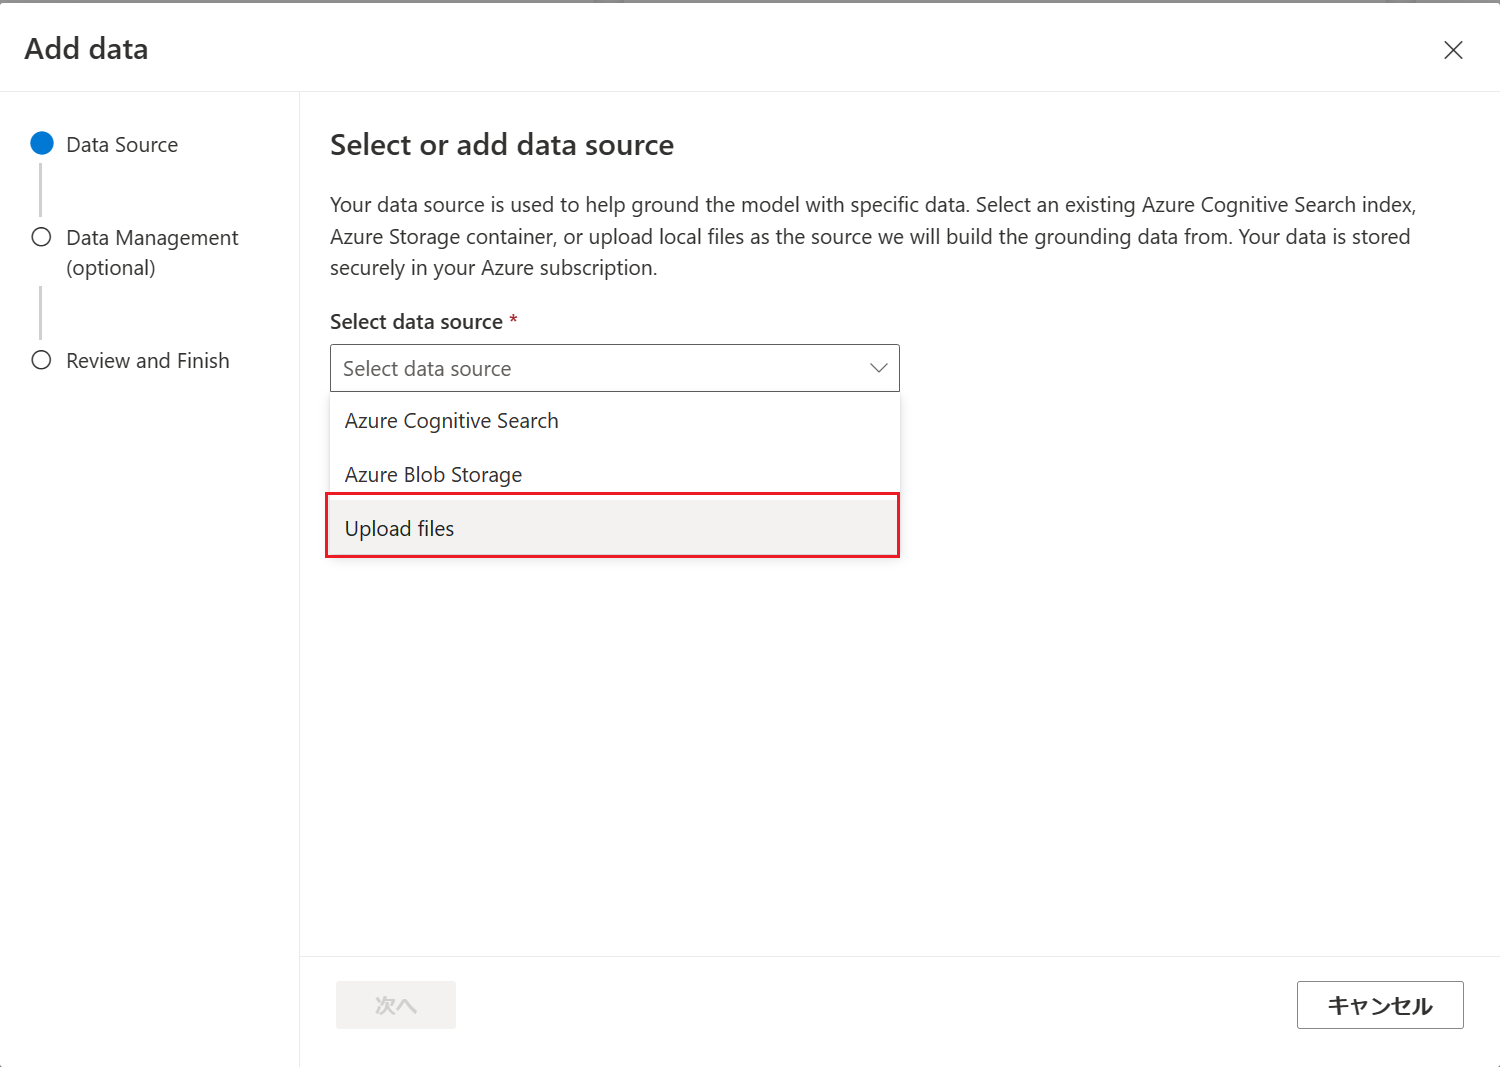 Add data
Data Source
Data Management
(optional)
Review and Finish
Select or add data source
Your data source is used to help ground the model with specific data. Select an existing Azure Cognitive Search index,
Azure Storage container, or upload local files as the source we will build the grounding data from. Your data is stored
securely in your Azure subscription.
Select data source *
Select data source
Azure Cognitive Search
Azure Blob Storage
Upload files
次へ
キャンセル